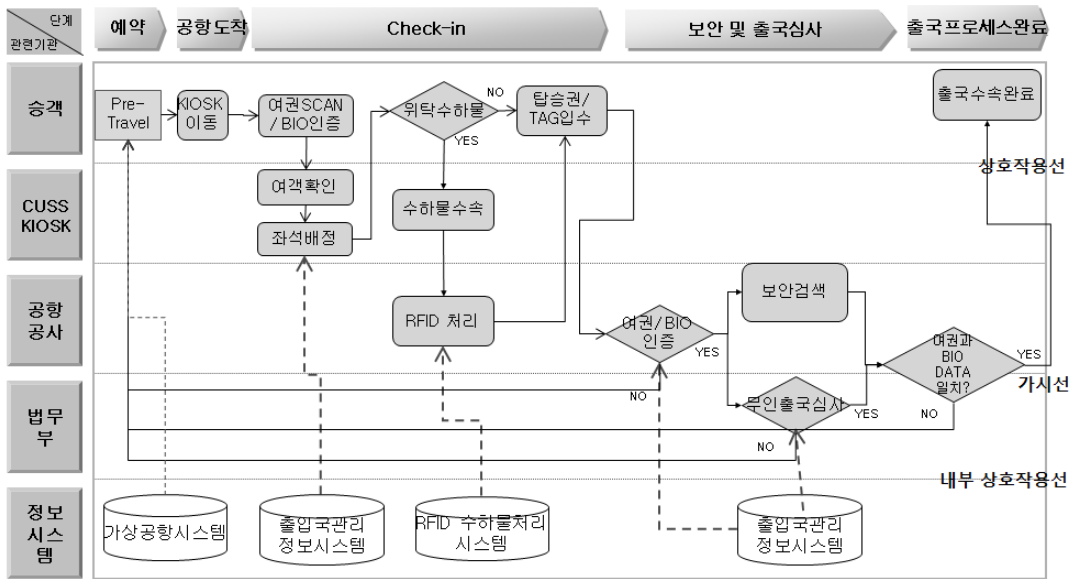 단계
관련기관
예약
공항도착
Check-in
보안 및 출국심사
출국프로세스완료
승객
Pre-
Travel
KIOSK
이동
여권SCAN
/BIO인증
위탁수하물
NO
YES
탑승권/
TAG입수
출국수속완료
상호작용선
CUSS
KIOSK
여객확인
좌석배정
수하물수속
공항
공사
RFID 처리
여권/BIO
인증
YES
NO
보안검색
여권과
BIO
DATA
일치?
YES
NO
가시선
법무
부
무인출국심사
YES
NO
내부 상호작용선
정보
시스
템
가상공항시스템
출입국관리
정보시스템
RFID 수하물처리
시스템
출입국관리
정보시스템